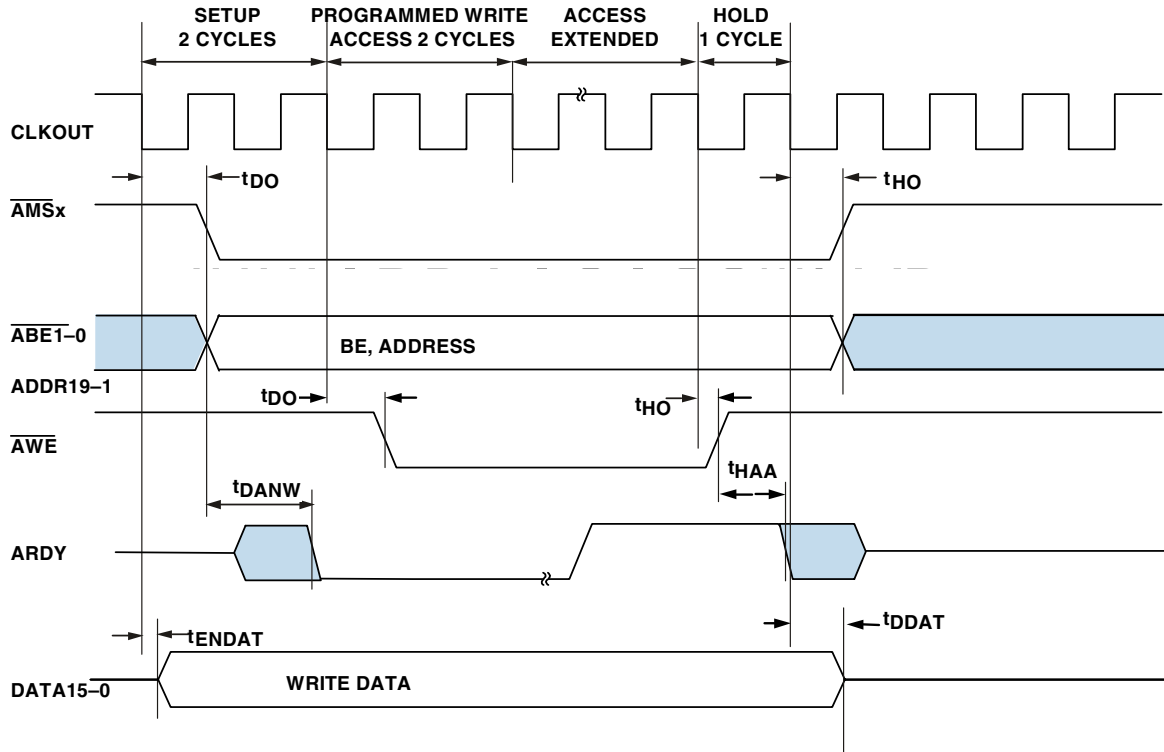 SETUP
2 CYCLES
PROGRAMMED WRITE
ACCESS 2 CYCLES
ACCESS
EXTENDED
HOLD
1 CYCLE
CLKOUT
tDO
tHO
AMSx
ABE1–0
BE, ADDRESS
ADDR19–1
tDO
tHO
AWE
tHAA
tDANW
ARDY
tDDAT
tENDAT
DATA15–0
WRITE DATA